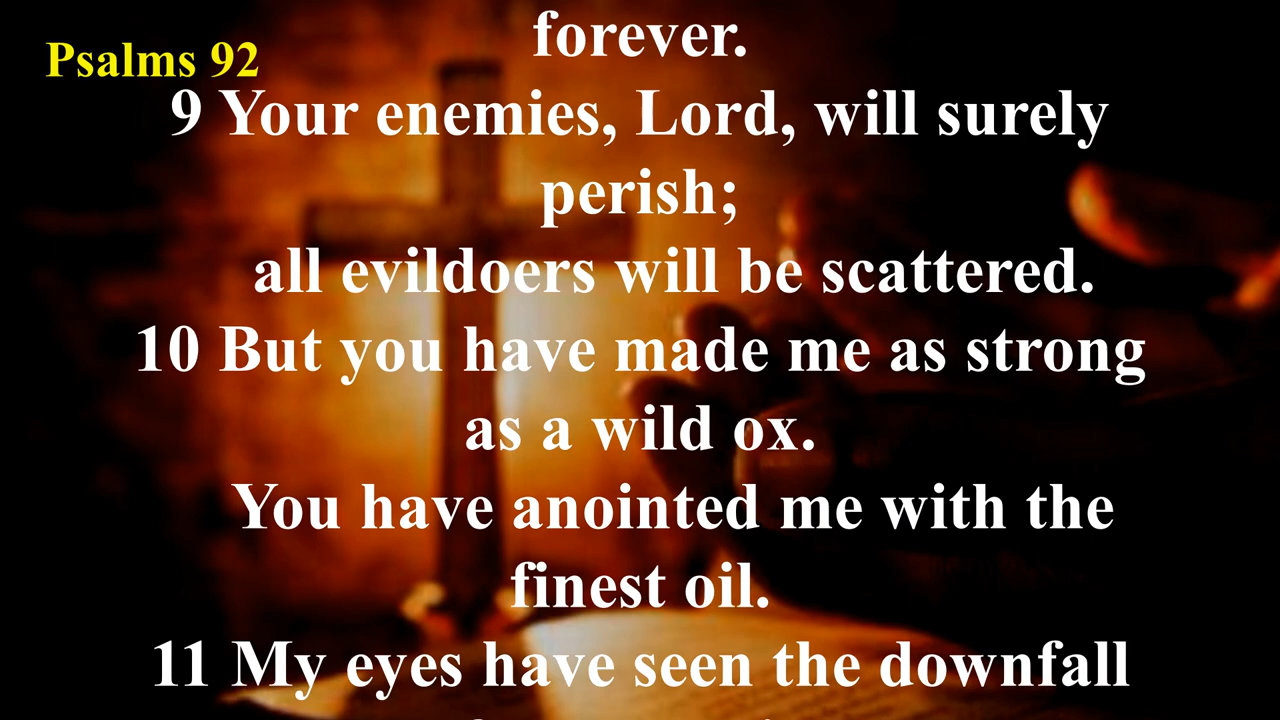 forever.
Psalms 92
9 Your enemies, Lord, will surely
perish;
all evildoers will be scattered.
10 But you have made me as strong
as a wild ox.
You have anointed me with the
finest oil.
11 My eyes have seen the downfall